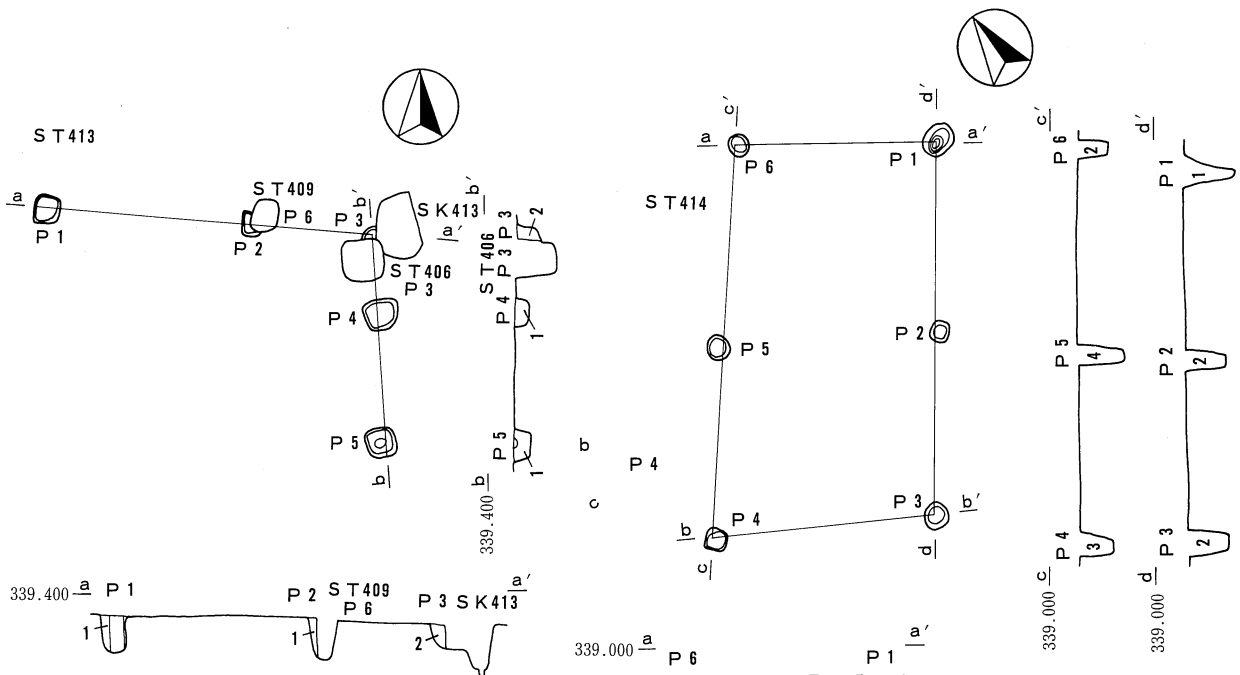 ST413
a
P1
ST409
P6
P2
P3
b'
SK413
a'
ST406
P3
P4
P5
b
b'
P3
2
ST406
P3
P4
1
P5
1
b
339.400
339.400 a
P1
P2
ST409
P6
P3
SK413
a'
1
1
2
b
P4
c
ST414
c'
d'
a
P6
P1
a'
P5
P2
P3
b'
b
P4
c
d
c'
P6
2
P5
4
P4
3
c
339.000
d'
P1
1
P2
2
P3
2
d
339.000
339.000 a
P6
P1
a'